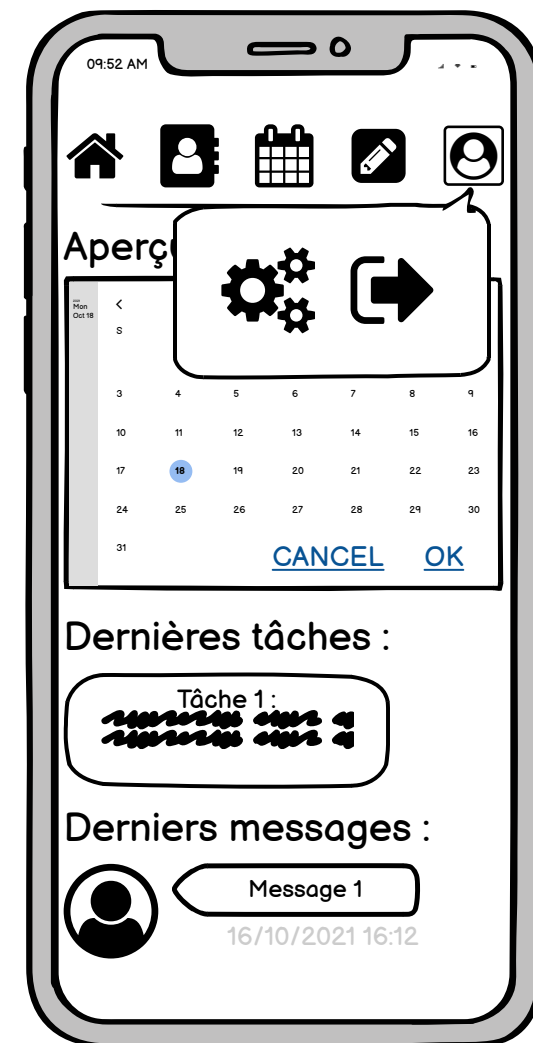 09:52 AM
Aperç
Mon
Oct 18
S
3 4 5 6 7 8 9
10 11 12 13 14 15 16
17 18 19 20 21 22 23
24 25 26 27 28 29 30
31
CANCEL OK
Dernières tâches :
Tâche 1 :
Derniers messages :
Message 1
16/10/2021 16:12